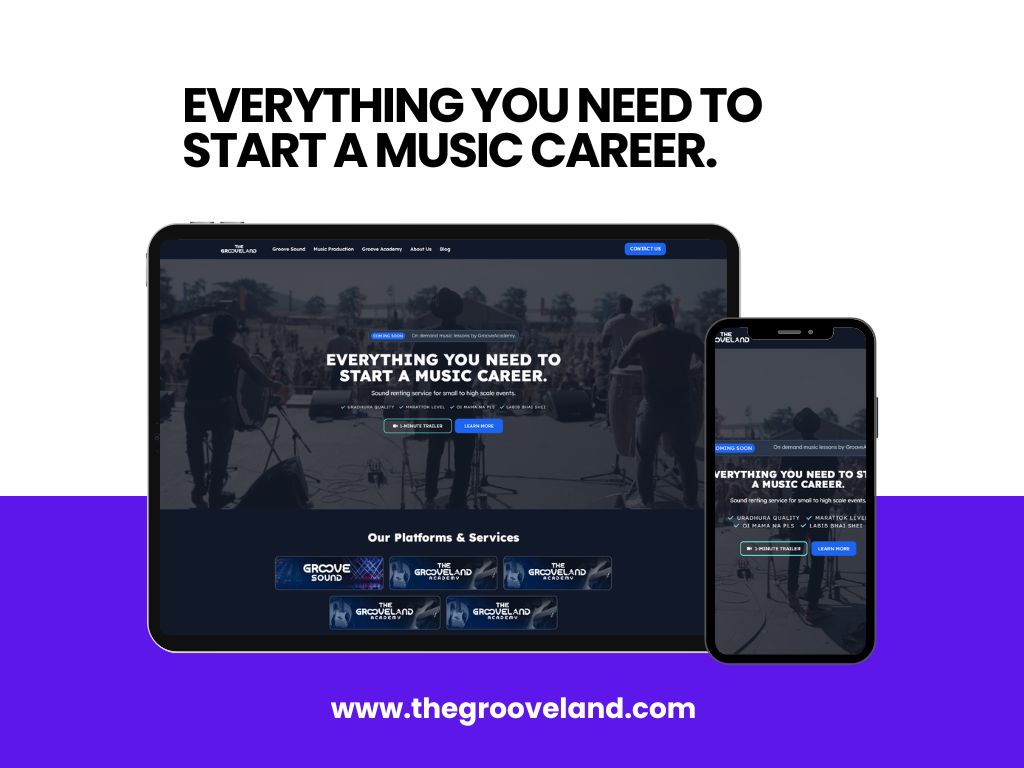 EVERYTHING YOU NEED TO
START A MUSIC CAREER.
THE
GROOVELAND
Groove Sound Music Production Groove Academy About Us Blog
CONTACT US
COMING SOON On demand music lessons by GrooveAcademy.
EVERYTHING YOU NEED TO
START A MUSIC CAREER.
Sound renting service for small to high scale events.
URADHURA QUALITY MARATTOK LEVEL OI MAMA NA PLS LABIB BHAI SHEI
1-MINUTE TRAILER LEARN MORE
Our Platforms & Services
GROOVE
SOUND
THE
GROOVELAND
ACADEMY
THE
GROOVELAND
ACADEMY
THE
GROOVELAND
ACADEMY
THE
GROOVELAND
ACADEMY
THE
OVELAND
OMING SOON On demand music lessons by GrooveA
VERYTHING YOU NEED TO ST
A MUSIC CAREER.
Sound renting service for small to high scale events.
URADHURA QUALITY MARATTOK LEVEL
OI MAMA NA PLS LABIB BHAI SHEI
1-MINUTE TRAILER LEARN MORE
www.thegrooveland.com